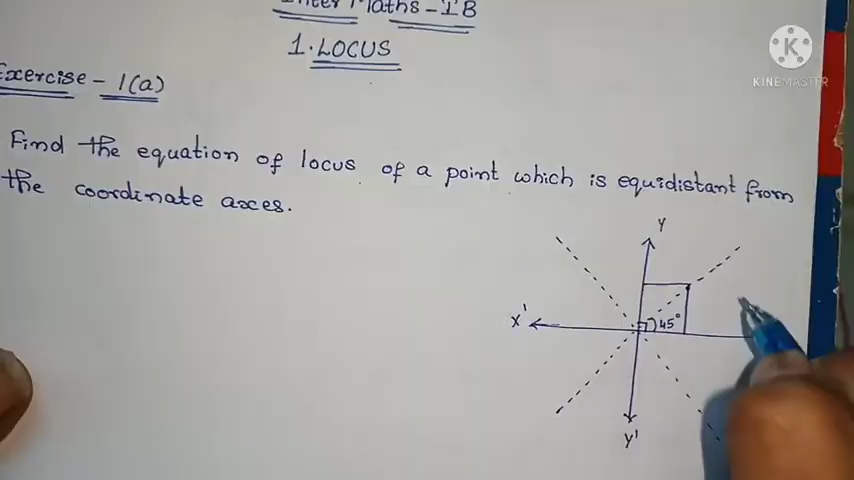 Inter Maths - IB
1. LOCUS
Exercise - 1(a)
Find the equation of locus of a point which is equidistant from
the coordinate axes.
Y
X'
45°
Y'
K
KINEMASTER